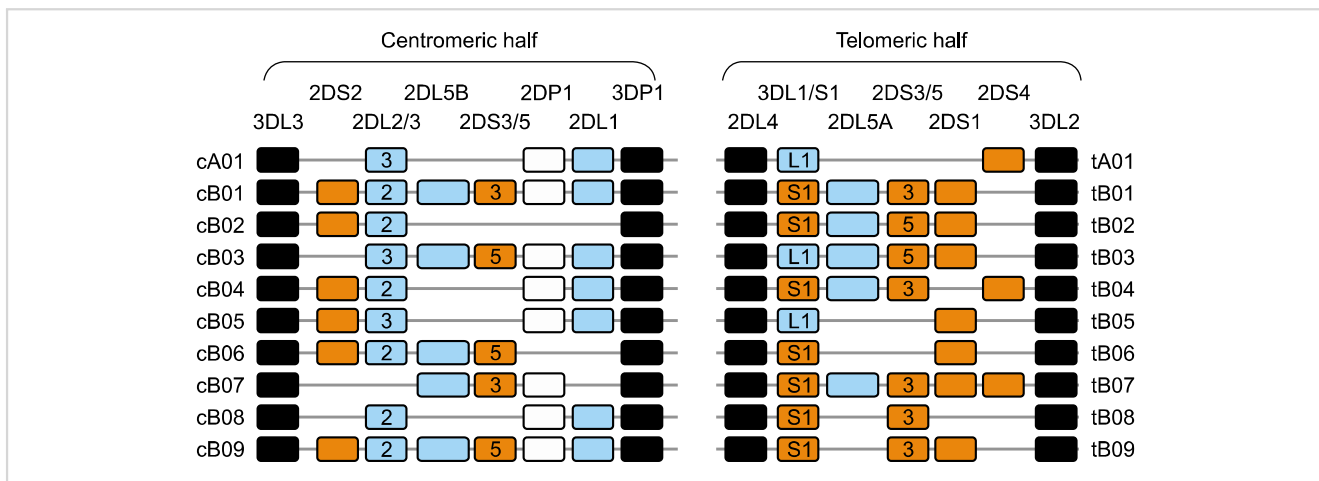 Centromeric half Telomeric half
2DS2 2DL5B 2DP1 3DP1 3DL1/S1 2DS3/5 2DS4
3DL3 2DL2/3 2DS3/5 2DL1 2DL4 2DL5A 2DS1 3DL2
cA01 3 L1 tA01
cB01 2 3 S1 3 tB01
cB02 2 S1 5 tB02
cB03 3 5 L1 5 tB03
cB04 2 S1 3 tB04
cB05 3 L1 tB05
cB06 2 5 S1 tB06
cB07 3 S1 3 tB07
cB08 2 S1 3 tB08
cB09 2 5 S1 3 tB09